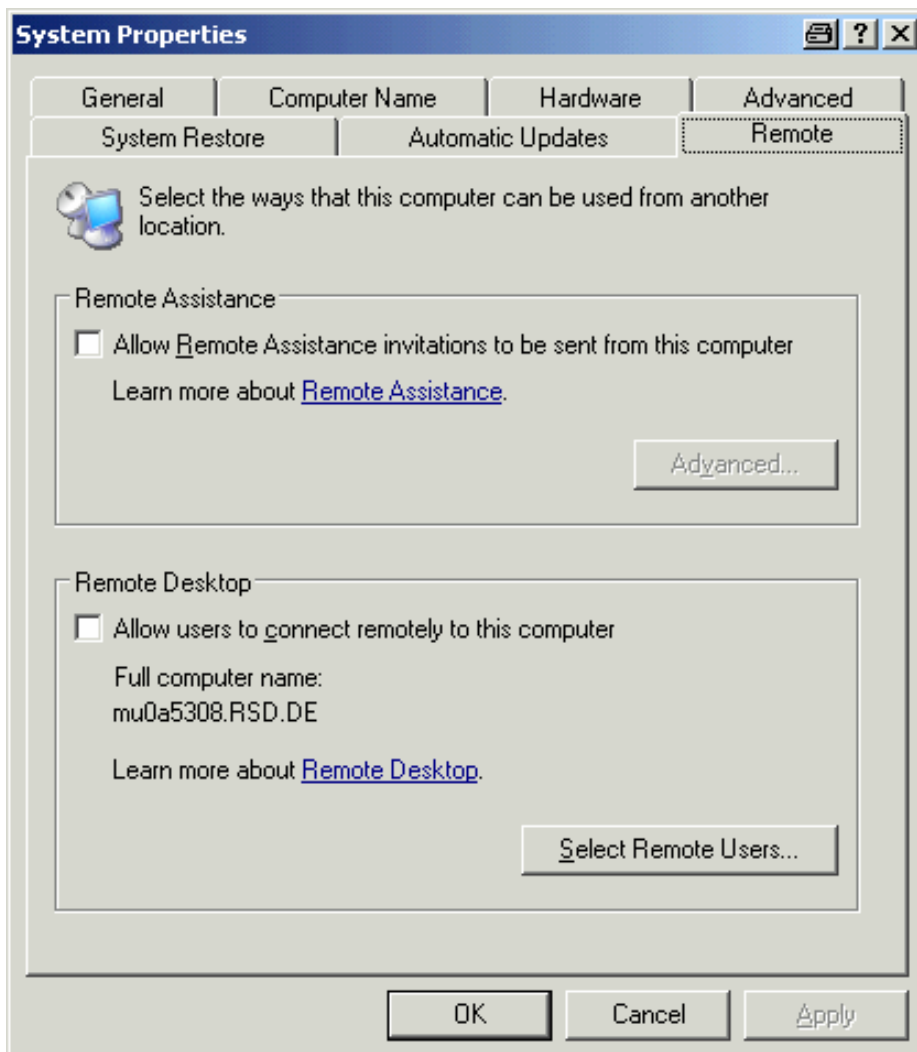 System Properties
General
Computer Name
Hardware
Advanced
System Restore
Automatic Updates
Remote
Select the ways that this computer can be used from another
location.
Remote Assistance
Allow Remote Assistance invitations to be sent from this computer
Learn more about Remote Assistance.
Advanced...
Remote Desktop
Allow users to connect remotely to this computer
Full computer name:
mu0a5308.RSD.DE
Learn more about Remote Desktop.
Select Remote Users...
OK
Cancel
Apply